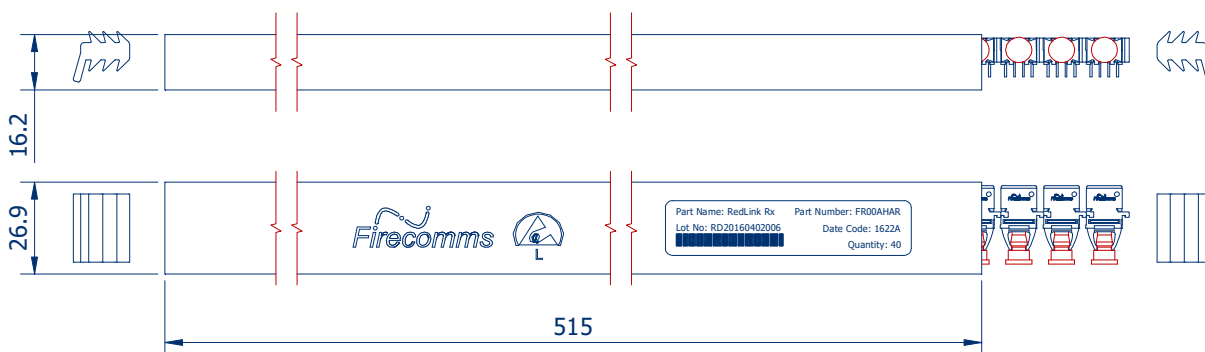 16.2
26.9
Firecomms
L
Part Name: RedLink Rx Part Number: FR00AHAR
Lot No: RD20160402006 Date Code: 1622A
Quantity: 40
515